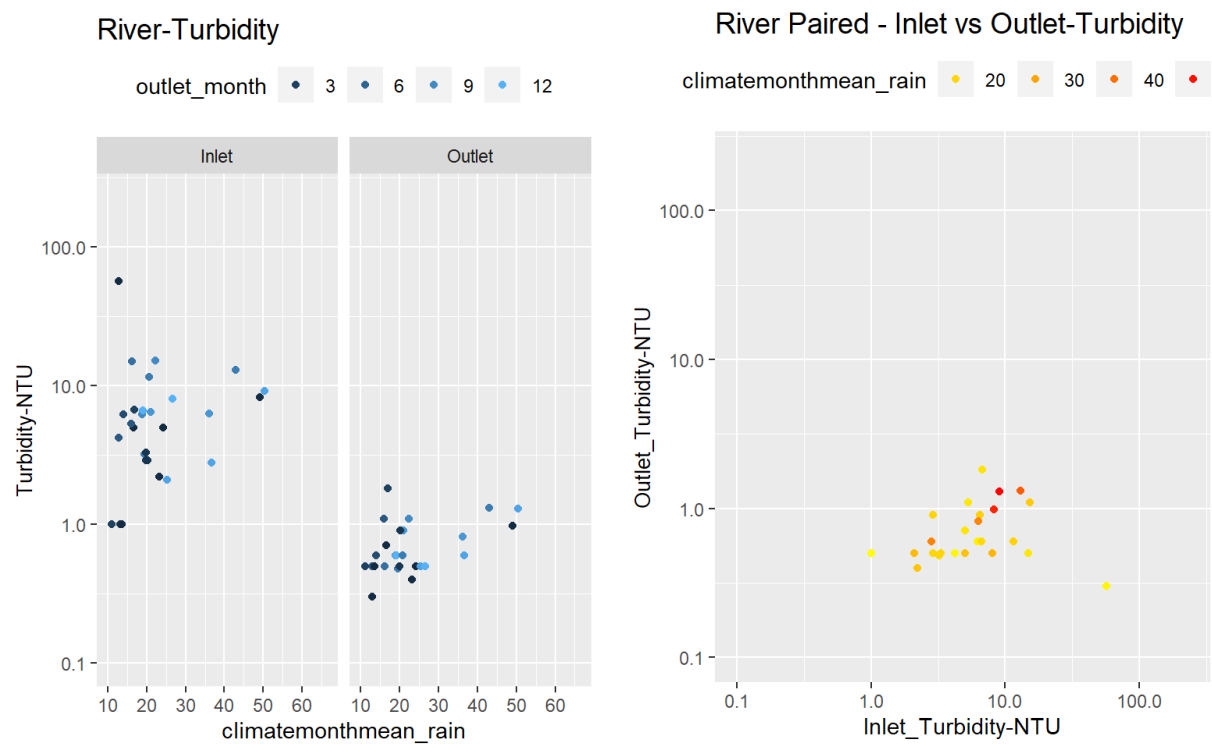 River-Turbidity
outlet_month 3 6 9 12
Inlet Outlet
Turbidity-NTU
100.0
10.0
1.0
0.1
10 20 30 40 50 60 10 20 30 40 50 60
climatemonthmean_rain
River Paired - Inlet vs Outlet-Turbidity
climatemonthmean_rain 20 30 40
Outlet_Turbidity-NTU
100.0
10.0
1.0
0.1
0.1 1.0 10.0 100.0
Inlet_Turbidity-NTU